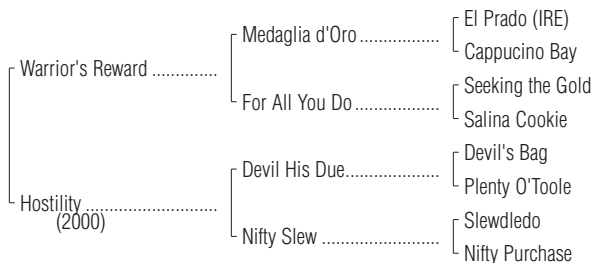 El Prado (IRE)
Medaglia d'Oro ..................
Cappucino Bay
Warrior's Reward .............
Seeking the Gold
For All You Do ...................
Salina Cookie
Devil's Bag
Devil His Due.....................
Plenty O'Toole
Hostility ..........................
(2000)
Slewdledo
Nifty Slew ........................
Nifty Purchase